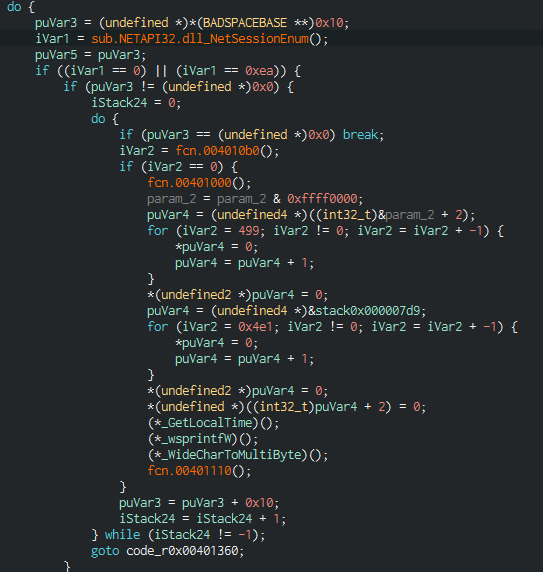 do {
    puVar3 = (undefined *)*(BADSPACEBASE **)0x10;
    iVar1 = sub.NETAPI32.dll_NetSessionEnum();
    puVar5 = puVar3;
    if ((iVar1 == 0) || (iVar1 == 0xea)) {
        if (puVar3 != (undefined *)0x0) {
            iStack24 = 0;
            do {
                if (puVar3 == (undefined *)0x0) break;
                iVar2 = fcn.004010b0();
                if (iVar2 == 0) {
                    fcn.00401000();
                    param_2 = param_2 & 0xffff0000;
                    puVar4 = (undefined4 *)((int32_t)&param_2 + 2);
                    for (iVar2 = 499; iVar2 != 0; iVar2 = iVar2 + -1) {
                        *puVar4 = 0;
                        puVar4 = puVar4 + 1;
                    }
                    *(undefined2 *)puVar4 = 0;
                    puVar4 = (undefined4 *)&stack0x000007d9;
                    for (iVar2 = 0x4e1; iVar2 != 0; iVar2 = iVar2 + -1) {
                        *puVar4 = 0;
                        puVar4 = puVar4 + 1;
                    }
                    *(undefined2 *)puVar4 = 0;
                    *(undefined *)((int32_t)puVar4 + 2) = 0;
                    (*_GetLocalTime)();
                    (*_wsprintfW)();
                    (*_WideCharToMultiByte)();
                    fcn.00401110();
                }
                puVar3 = puVar3 + 0x10;
                iStack24 = iStack24 + 1;
            } while (iStack24 != -1);
            goto code_r0x00401360;
        }